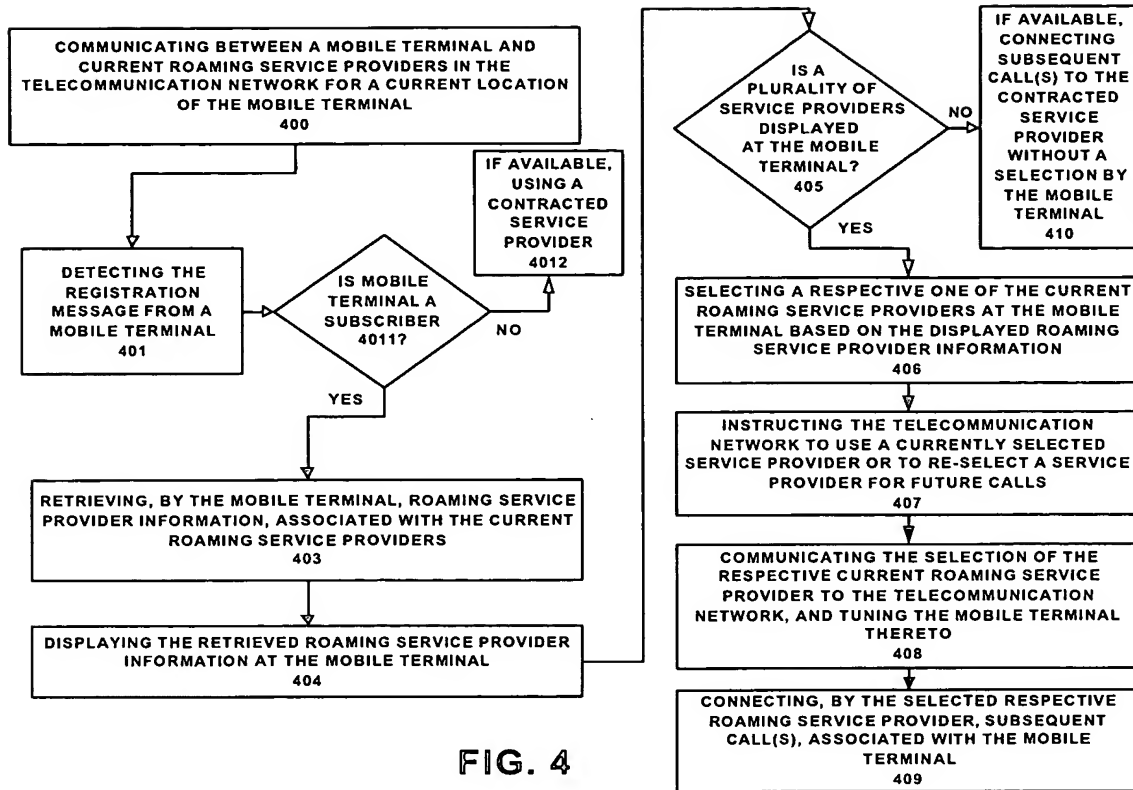 COMMUNICATING BETWEEN A MOBILE TERMINAL AND
CURRENT ROAMING SERVICE PROVIDERS IN THE
TELECOMMUNICATION NETWORK FOR A CURRENT LOCATION
OF THE MOBILE TERMINAL
400
DETECTING THE
REGISTRATION
MESSAGE FROM A
MOBILE TERMINAL
401
IS MOBILE
TERMINAL A
SUBSCRIBER
4011?
NO
IF AVAILABLE,
USING A
CONTRACTED
SERVICE
PROVIDER
4012
YES
RETRIEVING, BY THE MOBILE TERMINAL, ROAMING SERVICE
PROVIDER INFORMATION, ASSOCIATED WITH THE CURRENT
ROAMING SERVICE PROVIDERS
403
DISPLAYING THE RETRIEVED ROAMING SERVICE PROVIDER
INFORMATION AT THE MOBILE TERMINAL
404
IS A
PLURALITY OF
SERVICE PROVIDERS
DISPLAYED
AT THE MOBILE
TERMINAL?
405
NO
IF AVAILABLE,
CONNECTING
SUBSEQUENT
CALL(S) TO THE
CONTRACTED
SERVICE
PROVIDER
WITHOUT A
SELECTION BY
THE MOBILE
TERMINAL
410
YES
SELECTING A RESPECTIVE ONE OF THE CURRENT
ROAMING SERVICE PROVIDERS AT THE MOBILE
TERMINAL BASED ON THE DISPLAYED ROAMING
SERVICE PROVIDER INFORMATION
406
INSTRUCTING THE TELECOMMUNICATION
NETWORK TO USE A CURRENTLY SELECTED
SERVICE PROVIDER OR TO RE-SELECT A SERVICE
PROVIDER FOR FUTURE CALLS
407
COMMUNICATING THE SELECTION OF THE
RESPECTIVE CURRENT ROAMING SERVICE
PROVIDER TO THE TELECOMMUNICATION
NETWORK, AND TUNING THE MOBILE TERMINAL
THERETO
408
CONNECTING, BY THE SELECTED RESPECTIVE
ROAMING SERVICE PROVIDER, SUBSEQUENT
CALL(S), ASSOCIATED WITH THE MOBILE
TERMINAL
409
FIG. 4